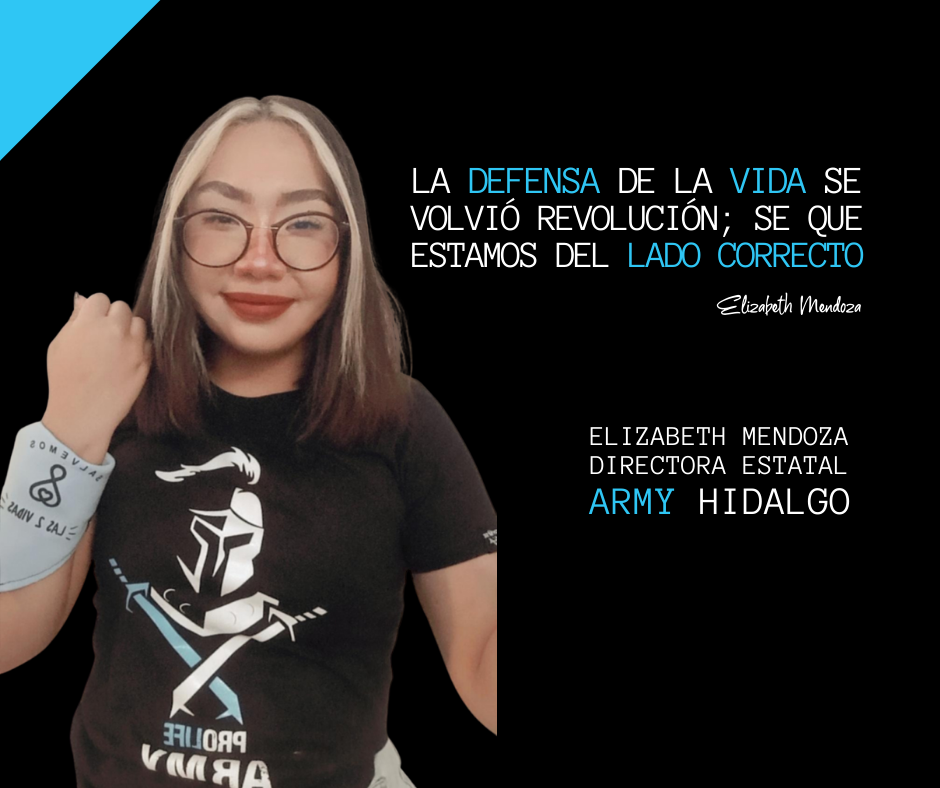 LA DEFENSA DE LA VIDA SE
VOLVIÓ REVOLUCIÓN; SE QUE
ESTAMOS DEL LADO CORRECTO
Elizabeth Mendoza
ELIZABETH MENDOZA
DIRECTORA ESTATAL
ARMY HIDALGO
SALVEMOS
LAS 2 VIDAS
PROLIFE
ARMY